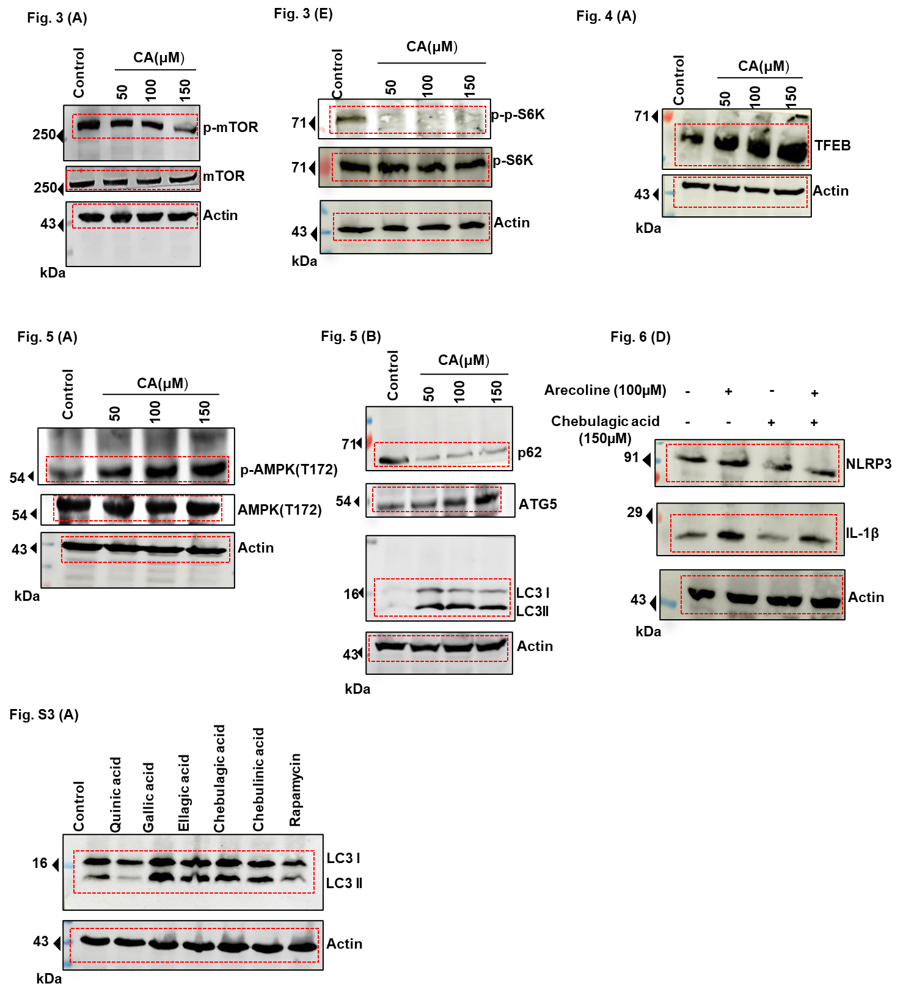 Fig. 3 (A)
Control
CA(µM)
50
100
150
250
p-mTOR
250
mTOR
43
Actin
kDa
Fig. 3 (E)
Control
CA(µM)
50
100
150
71
p-p-S6K
71
p-S6K
43
Actin
kDa
Fig. 4 (A)
Control
CA(µM)
50
100
150
71
TFEB
43
Actin
kDa
Fig. 5 (A)
Control
CA(µM)
50
100
150
54
p-AMPK(T172)
54
AMPK(T172)
43
Actin
kDa
Fig. 5 (B)
Control
CA(µM)
50
100
150
71
p62
54
ATG5
16
LC3 I
LC3II
43
Actin
kDa
Fig. 6 (D)
Arecoline (100µM) - + - +
Chebulagic acid - - + +
(150µM)
91
NLRP3
29
IL-1β
43
Actin
kDa
Fig. S3 (A)
Control
Quinic acid
Gallic acid
Ellagic acid
Chebulagic acid
Chebulinic acid
Rapamycin
16
LC3 I
LC3 II
43
Actin
kDa